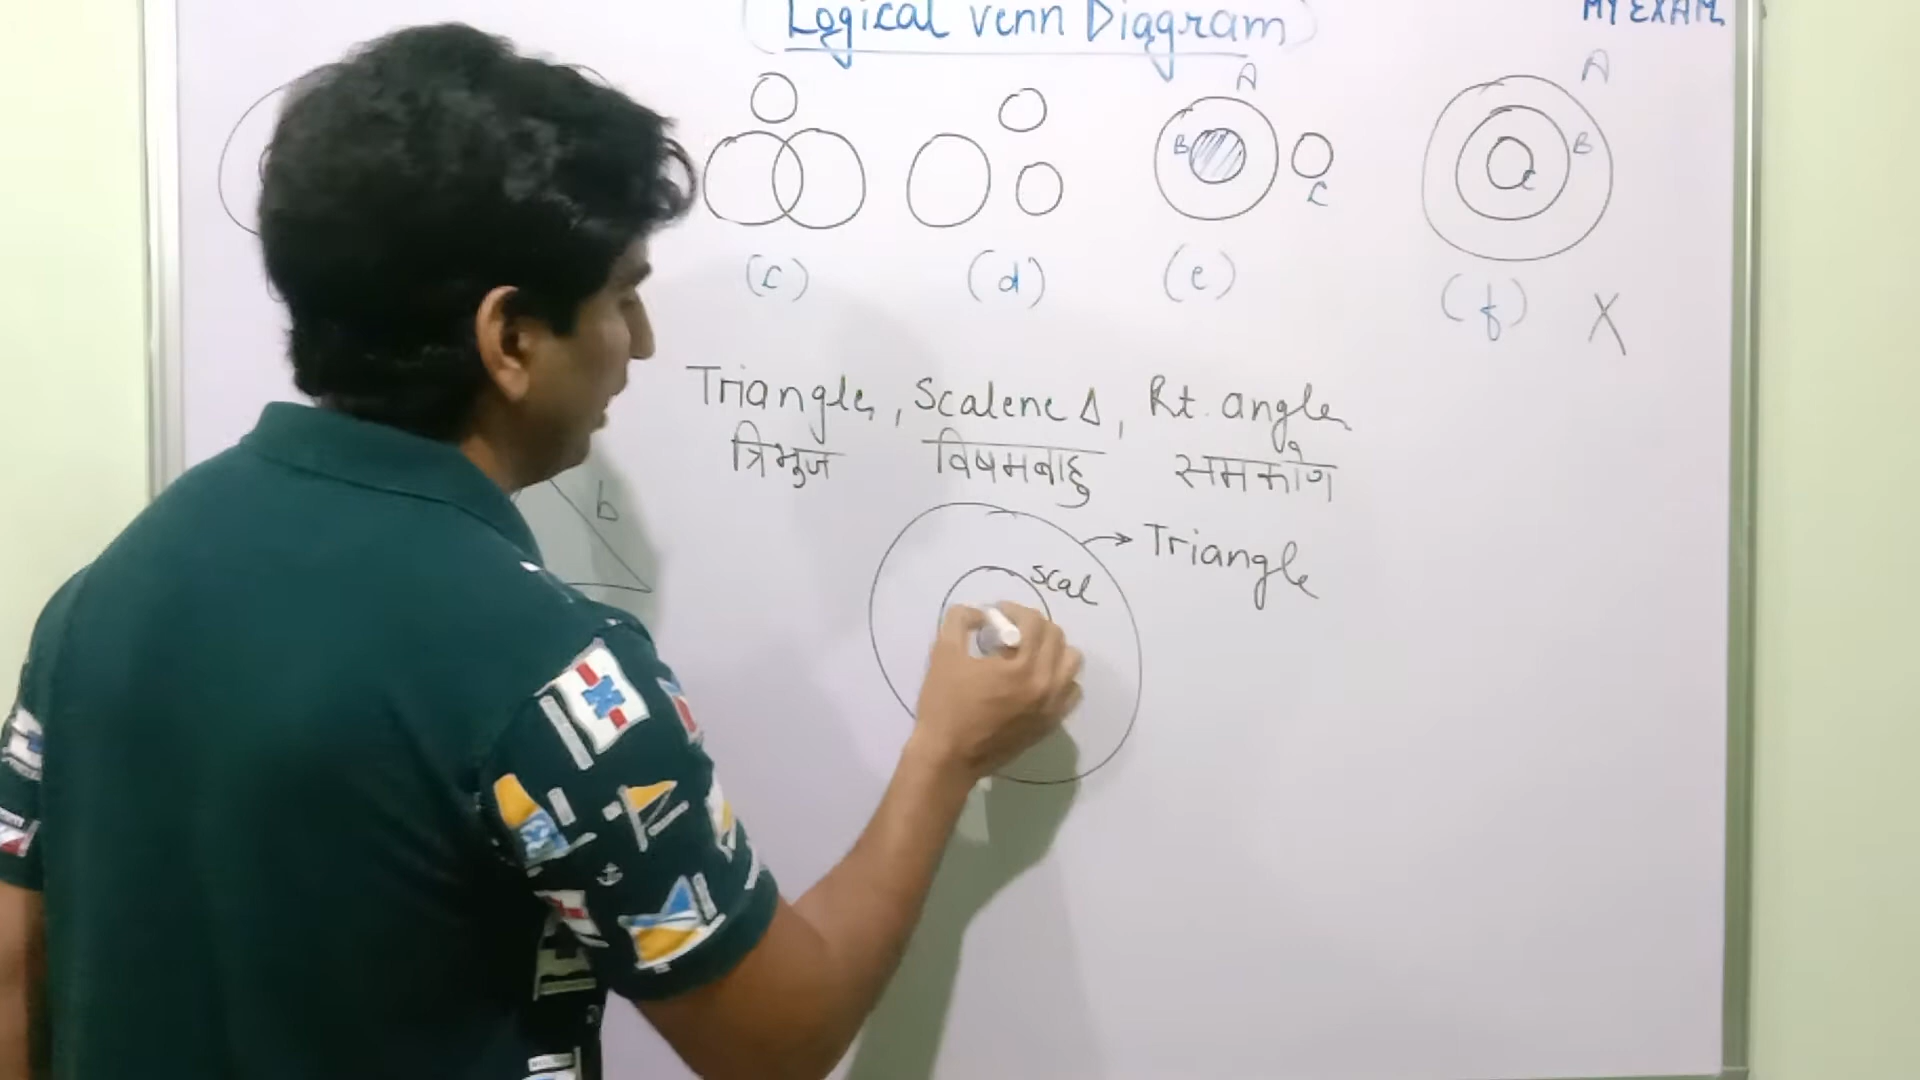 Logical Venn Diagram
MY EXAM
A
A
B
B
C
C
(c)
(d)
(e)
(f)
X
Triangle, Scalene Δ, Rt. angle
त्रिभुज विषमबाहु समकोण
b
Triangle
scal